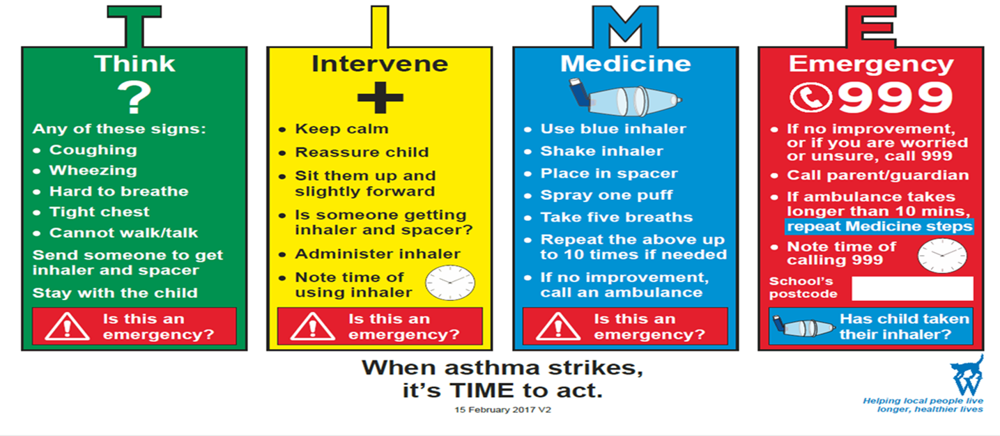 T
Think
?
Any of these signs:
• Coughing
• Wheezing
• Hard to breathe
• Tight chest
• Cannot walk/talk
Send someone to get
inhaler and spacer
Stay with the child
! Is this an
emergency?
I
Intervene
+
• Keep calm
• Reassure child
• Sit them up and
slightly forward
• Is someone getting
inhaler and spacer?
• Administer inhaler
• Note time of
using inhaler
! Is this an
emergency?
M
Medicine
• Use blue inhaler
• Shake inhaler
• Place in spacer
• Spray one puff
• Take five breaths
• Repeat the above up
to 10 times if needed
• If no improvement,
call an ambulance
! Is this an
emergency?
E
Emergency
999
• If no improvement,
or if you are worried
or unsure, call 999
• Call parent/guardian
• If ambulance takes
longer than 10 mins,
repeat Medicine steps
• Note time of
calling 999
School's
postcode
Has child taken
their inhaler?
When asthma strikes,
it's TIME to act.
15 February 2017 V2
W
Helping local people live
longer, healthier lives